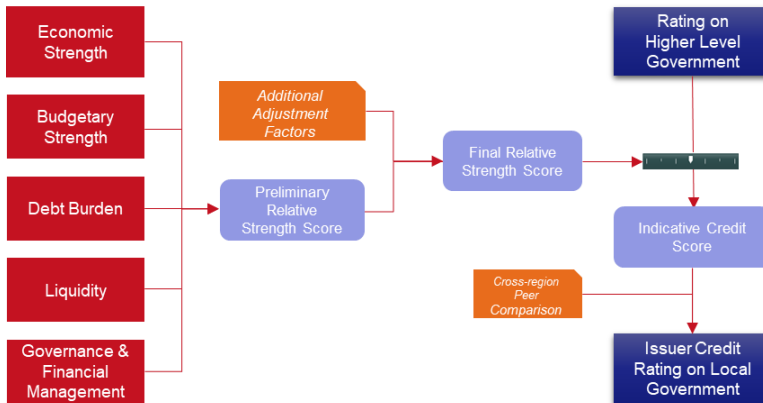 Economic
Strength
Budgetary
Strength
Debt Burden
Liquidity
Governance &
Financial
Management
Additional
Adjustment
Factors
Preliminary
Relative
Strength Score
Final Relative
Strength Score
Rating on
Higher Level
Government
Indicative Credit
Score
Cross-region
Peer
Comparison
Issuer Credit
Rating on Local
Government